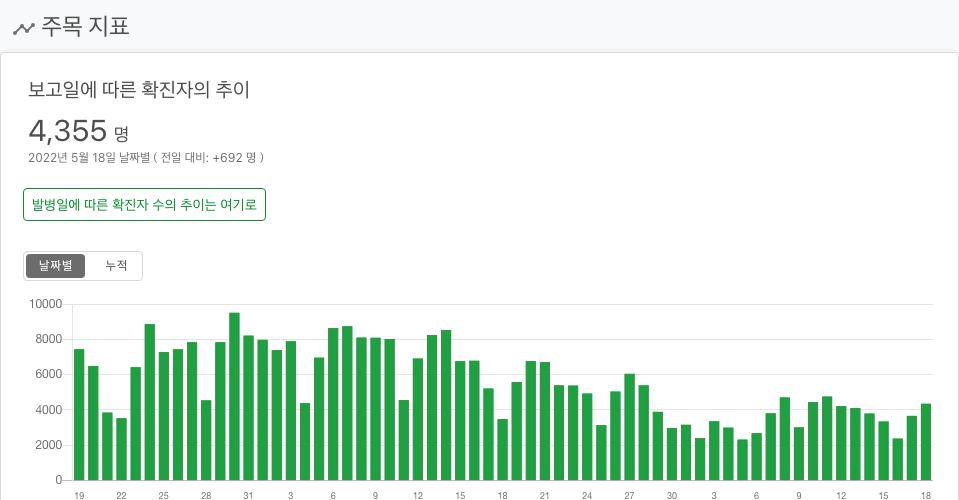 주목 지표
보고일에 따른 확진자의 추이
4,355 명
2022년 5월 18일 날짜별 ( 전일 대비: +692 명 )
발병일에 따른 확진자 수의 추이는 여기로
날짜별 누적
10000
8000
6000
4000
2000
0
19 22 25 28 31 3 6 9 12 15 18 21 24 27 30 3 6 9 12 15 18